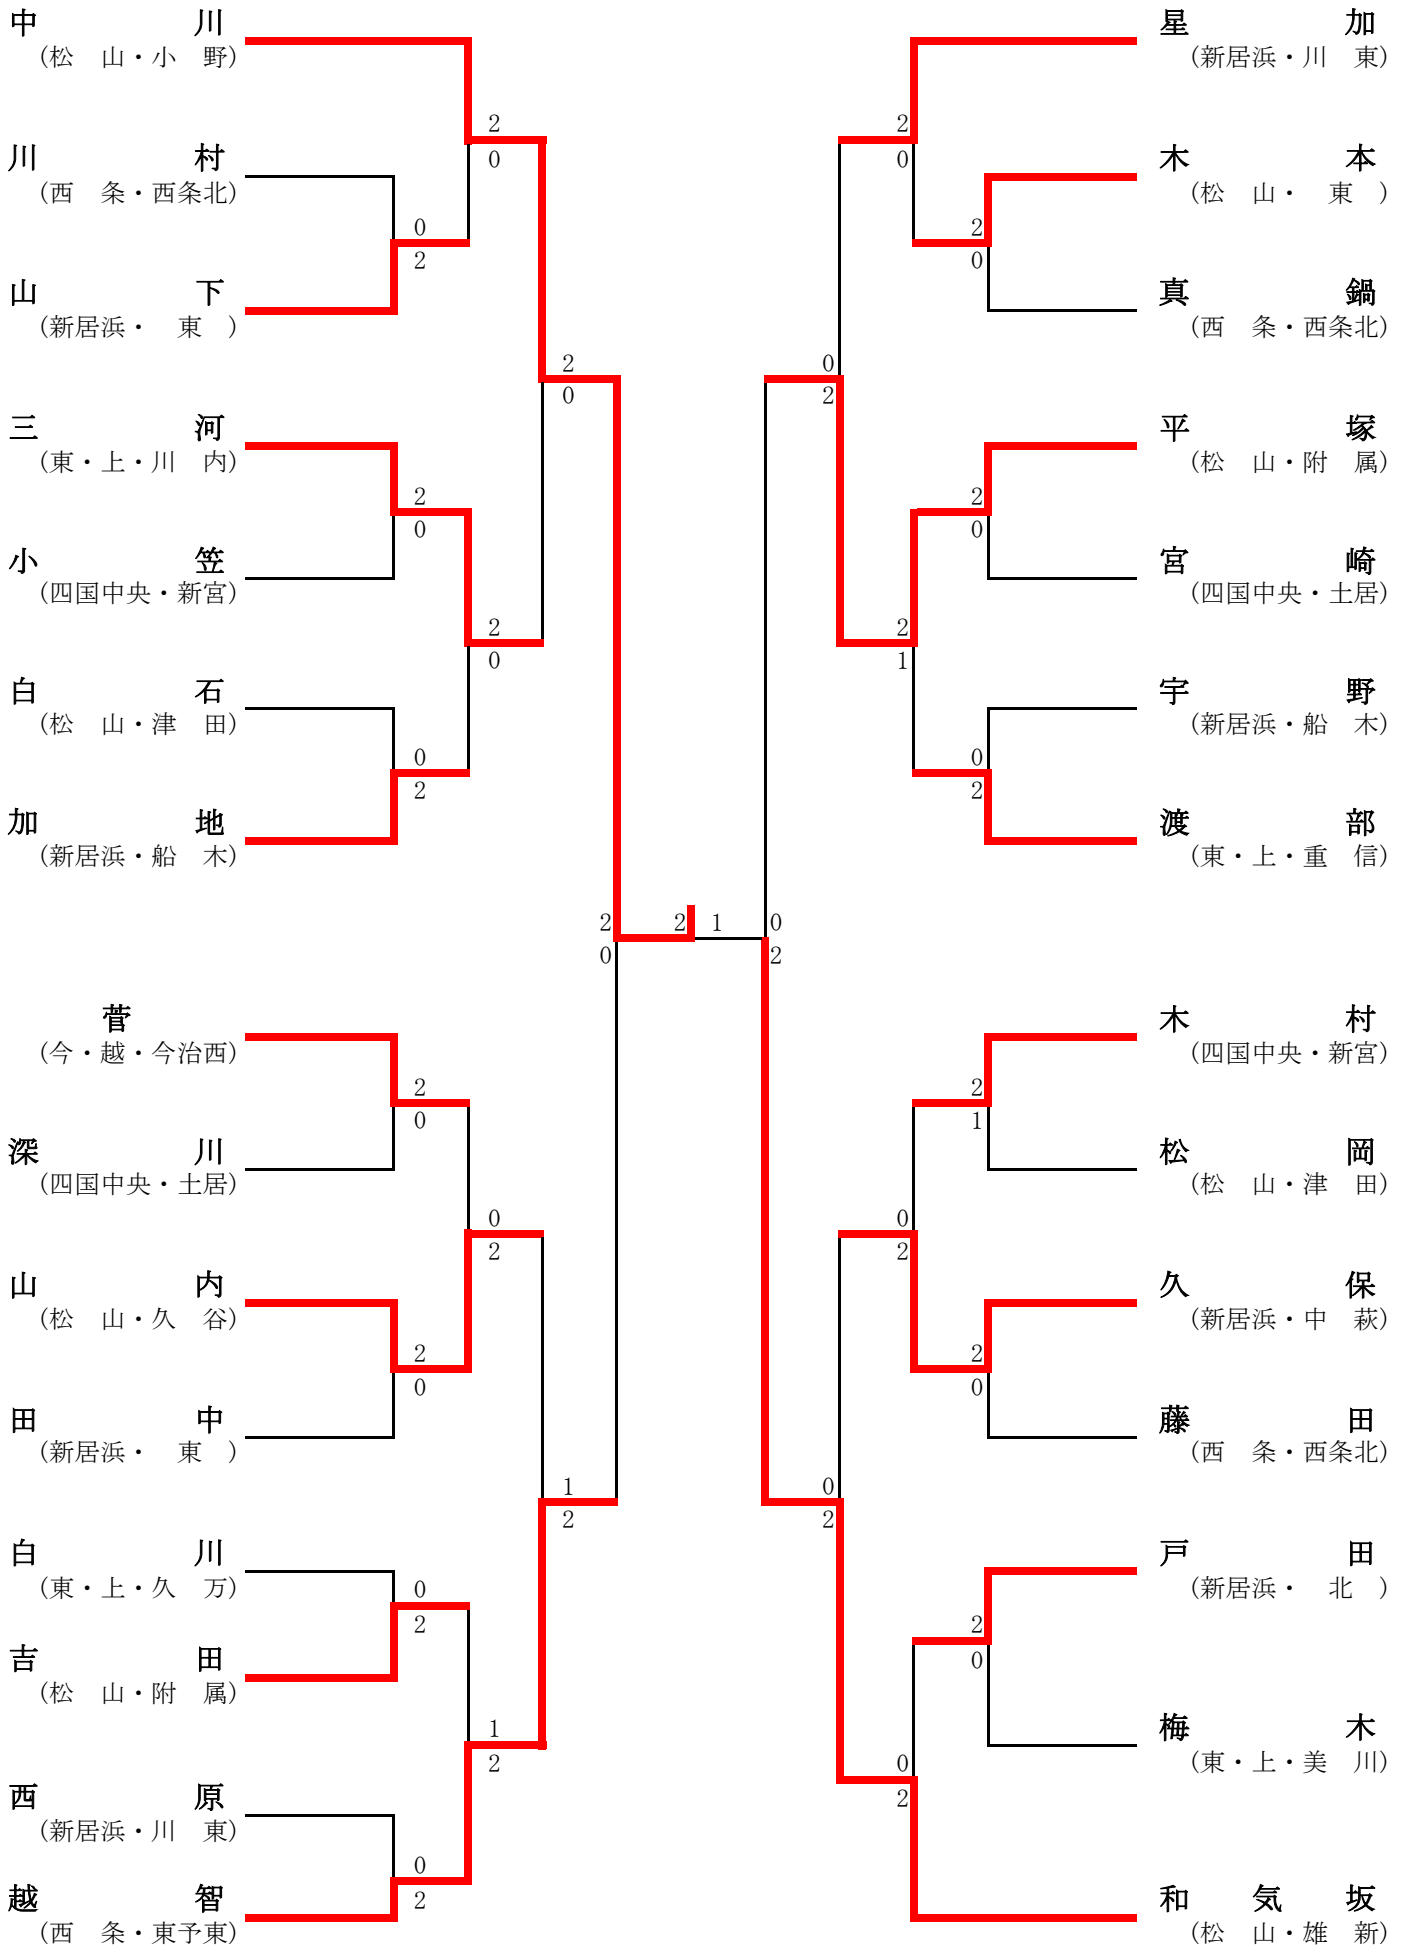 中川
(松 山・小 野)
川村
(西 条・西条北)
山下
(新居浜・ 東 )
三河
(東・上・川 内)
小笠
(四国中央・新宮)
白石
(松 山・津 田)
加地
(新居浜・船 木)
菅
(今・越・今治西)
深川
(四国中央・土居)
山内
(松 山・久 谷)
田中
(新居浜・ 東 )
白川
(東・上・久 万)
吉田
(松 山・附 属)
西原
(新居浜・川 東)
越智
(西 条・東予東)
2
0
0
2
2
0
2
0
2
0
0
2
2
0
2
0
0
2
2
0
1
2
0
2
1
2
0
2
2 1
0
2
2
0
2
0
0
2
2
0
2
1
0
2
2
1
0
2
2
0
0
2
2
0
0
2
星加
(新居浜・川 東)
木本
(松 山・ 東 )
真鍋
(西 条・西条北)
平塚
(松 山・附 属)
宮崎
(四国中央・土居)
宇野
(新居浜・船 木)
渡部
(東・上・重 信)
木村
(四国中央・新宮)
松岡
(松 山・津 田)
久保
(新居浜・中 萩)
藤田
(西 条・西条北)
戸田
(新居浜・ 北 )
梅木
(東・上・美 川)
和気坂
(松 山・雄 新)